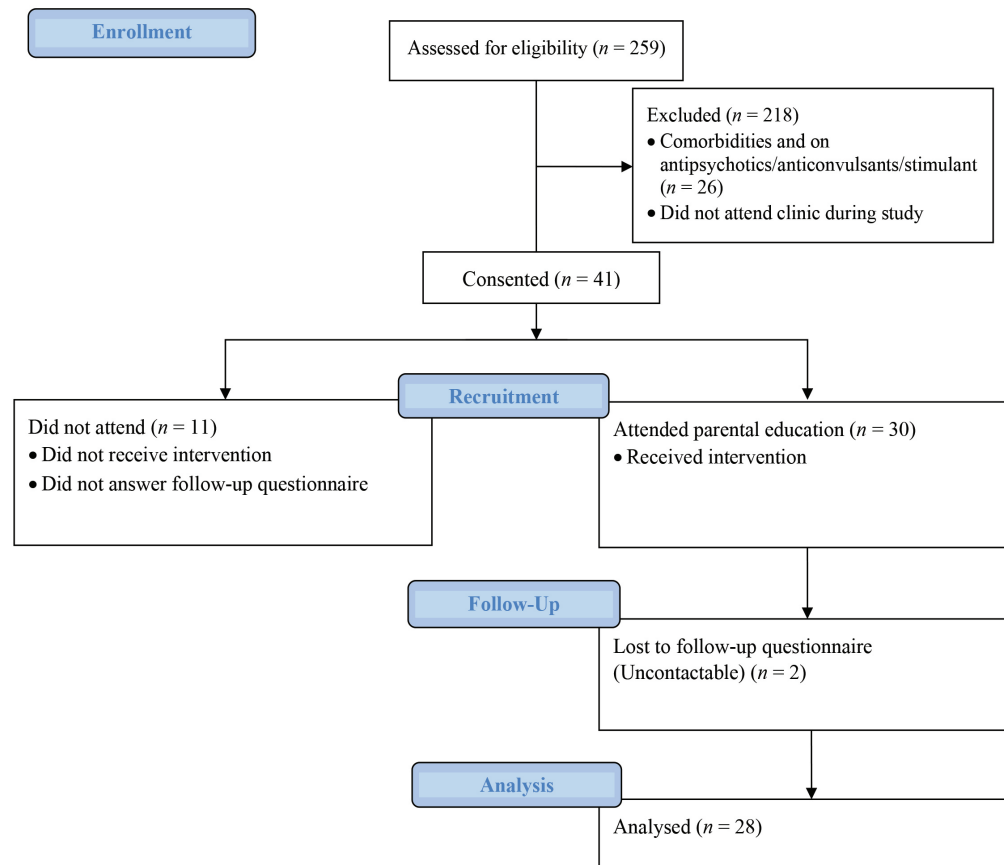 Enrollment
Assessed for eligibility (n = 259)
Excluded (n = 218)
• Comorbidities and on
antipsychotics/anticonvulsants/stimulant
(n = 26)
• Did not attend clinic during study
Consented (n = 41)
Recruitment
Did not attend (n = 11)
• Did not receive intervention
• Did not answer follow-up questionnaire
Attended parental education (n = 30)
• Received intervention
Follow-Up
Lost to follow-up questionnaire
(Uncontactable) (n = 2)
Analysis
Analysed (n = 28)